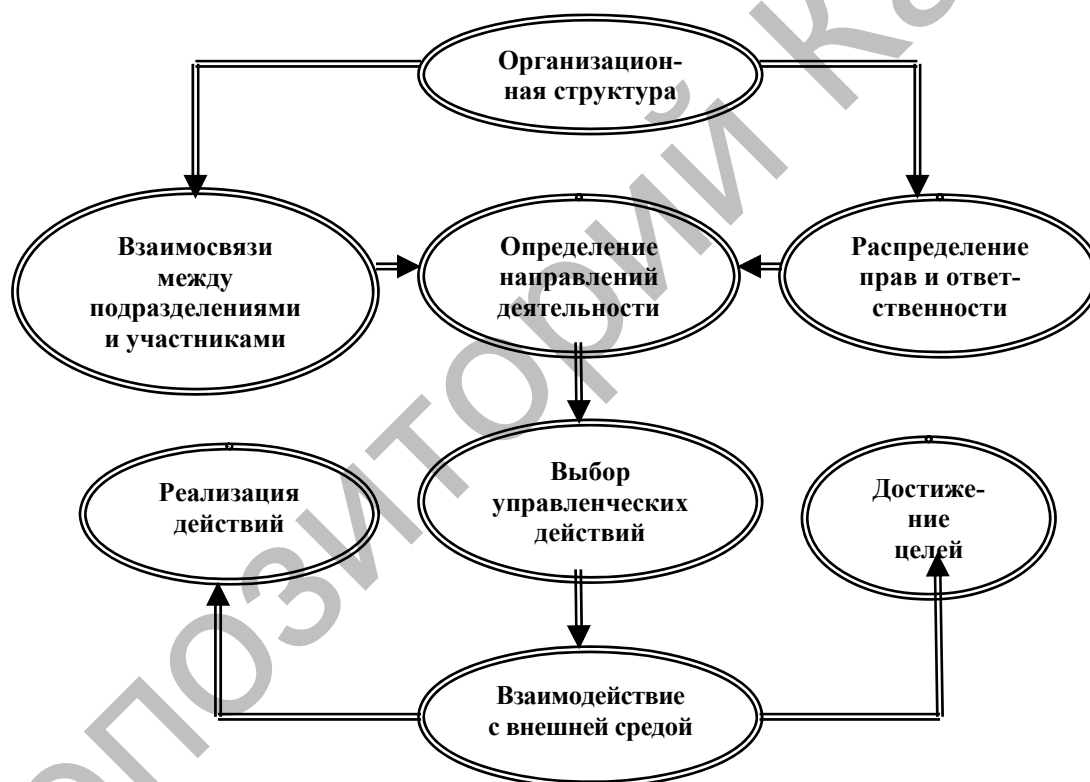 Организацион-
ная структура
Взаимосвязи
между
подразделениями
и участниками
Определение
направлений
деятельности
Распределение
прав и ответ-
ственности
Реализация
действий
Выбор
управленческих
действий
Достиже-
ние
целей
Взаимодействие
с внешней средой